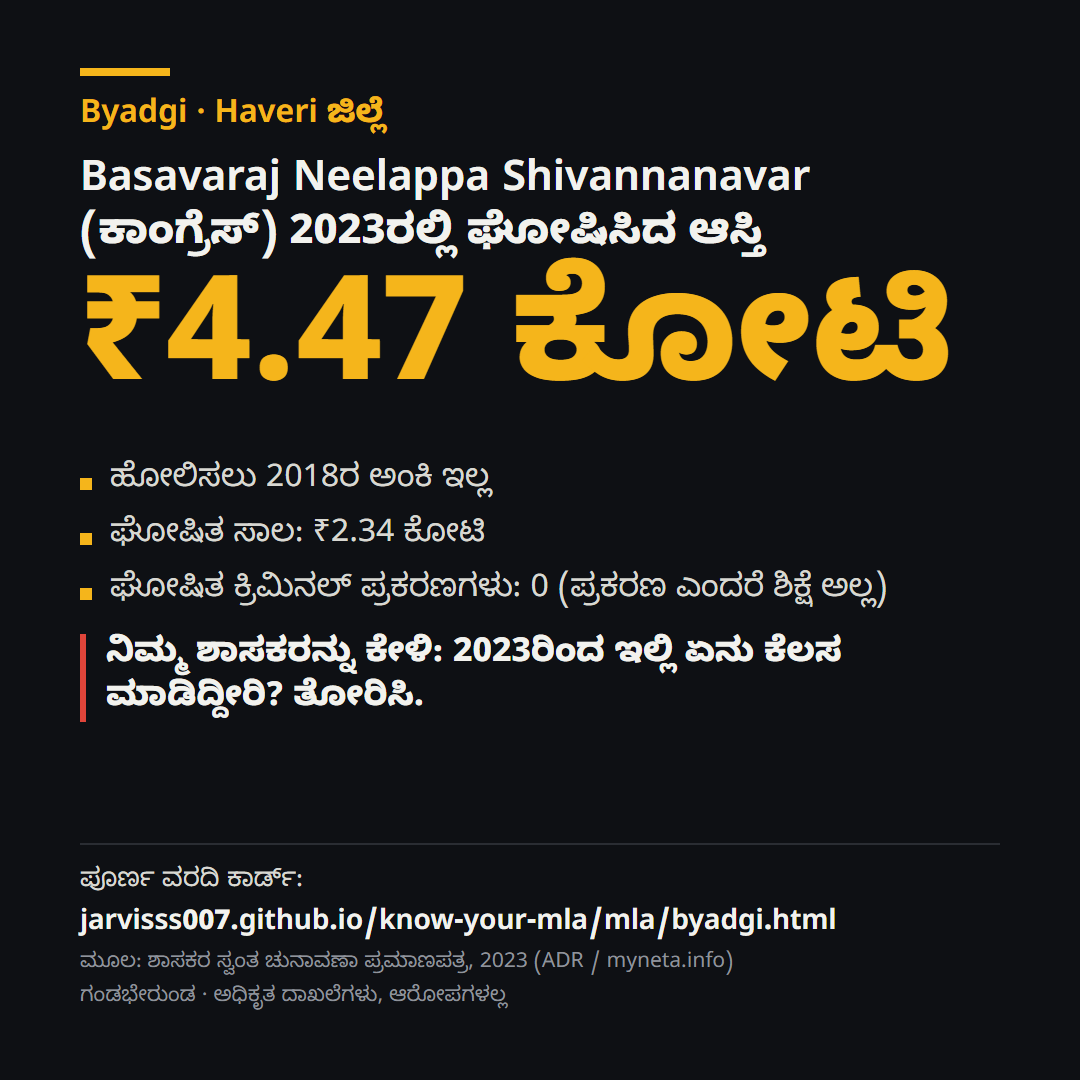 Byadgi · Haveri ಜಿಲ್ಲೆ
Basavaraj Neelappa Shivannanavar
(ಕಾಂಗ್ರೆಸ್) 2023ರಲ್ಲಿ ಘೋಷಿಸಿದ ಆಸ್ತಿ
₹4.47 ಕೋಟಿ
ಹೋಲಿಸಲು 2018ರ ಅಂಕಿ ಇಲ್ಲ
ಘೋಷಿತ ಸಾಲ: ₹2.34 ಕೋಟಿ
ಘೋಷಿತ ಕ್ರಿಮಿನಲ್ ಪ್ರಕರಣಗಳು: 0 (ಪ್ರಕರಣ ಎಂದರೆ ಶಿಕ್ಷೆ ಅಲ್ಲ)
ನಿಮ್ಮ ಶಾಸಕರನ್ನು ಕೇಳಿ: 2023ರಿಂದ ಇಲ್ಲಿ ಏನು ಕೆಲಸ
ಮಾಡಿದ್ದೀರಿ? ತೋರಿಸಿ.
ಪೂರ್ಣ ವರದಿ ಕಾರ್ಡ್:
jarvisss007.github.io/know-your-mla/mla/byadgi.html
ಮೂಲ: ಶಾಸಕರ ಸ್ವಂತ ಚುನಾವಣಾ ಪ್ರಮಾಣಪತ್ರ, 2023 (ADR / myneta.info)
ಗಂಡಭೇರುಂಡ · ಅಧಿಕೃತ ದಾಖಲೆಗಳು, ಆರೋಪಗಳಲ್ಲ